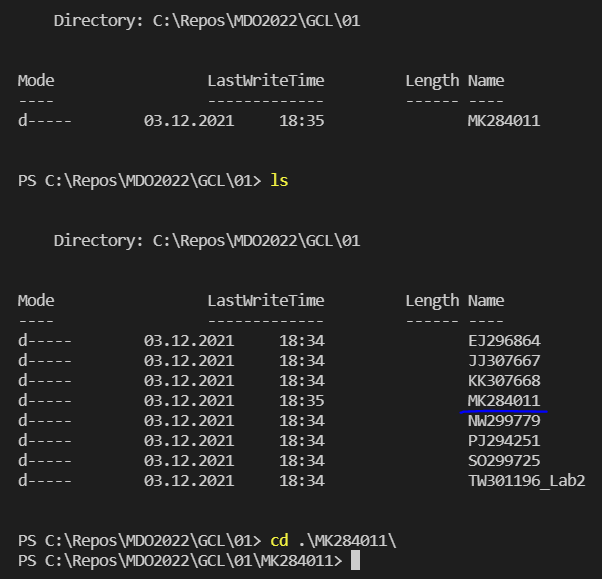 Directory: C:\Repos\MDO2022\GCL\01
Mode LastWriteTime Length Name
---- ------------- ------ ----
d----- 03.12.2021 18:35 MK284011
PS C:\Repos\MDO2022\GCL\01> ls
Directory: C:\Repos\MDO2022\GCL\01
Mode LastWriteTime Length Name
---- ------------- ------ ----
d----- 03.12.2021 18:34 EJ296864
d----- 03.12.2021 18:34 JJ307667
d----- 03.12.2021 18:34 KK307668
d----- 03.12.2021 18:35 MK284011
d----- 03.12.2021 18:34 NW299779
d----- 03.12.2021 18:34 PJ294251
d----- 03.12.2021 18:34 SO299725
d----- 03.12.2021 18:34 TW301196_Lab2
PS C:\Repos\MDO2022\GCL\01> cd .\MK284011\
PS C:\Repos\MDO2022\GCL\01\MK284011>